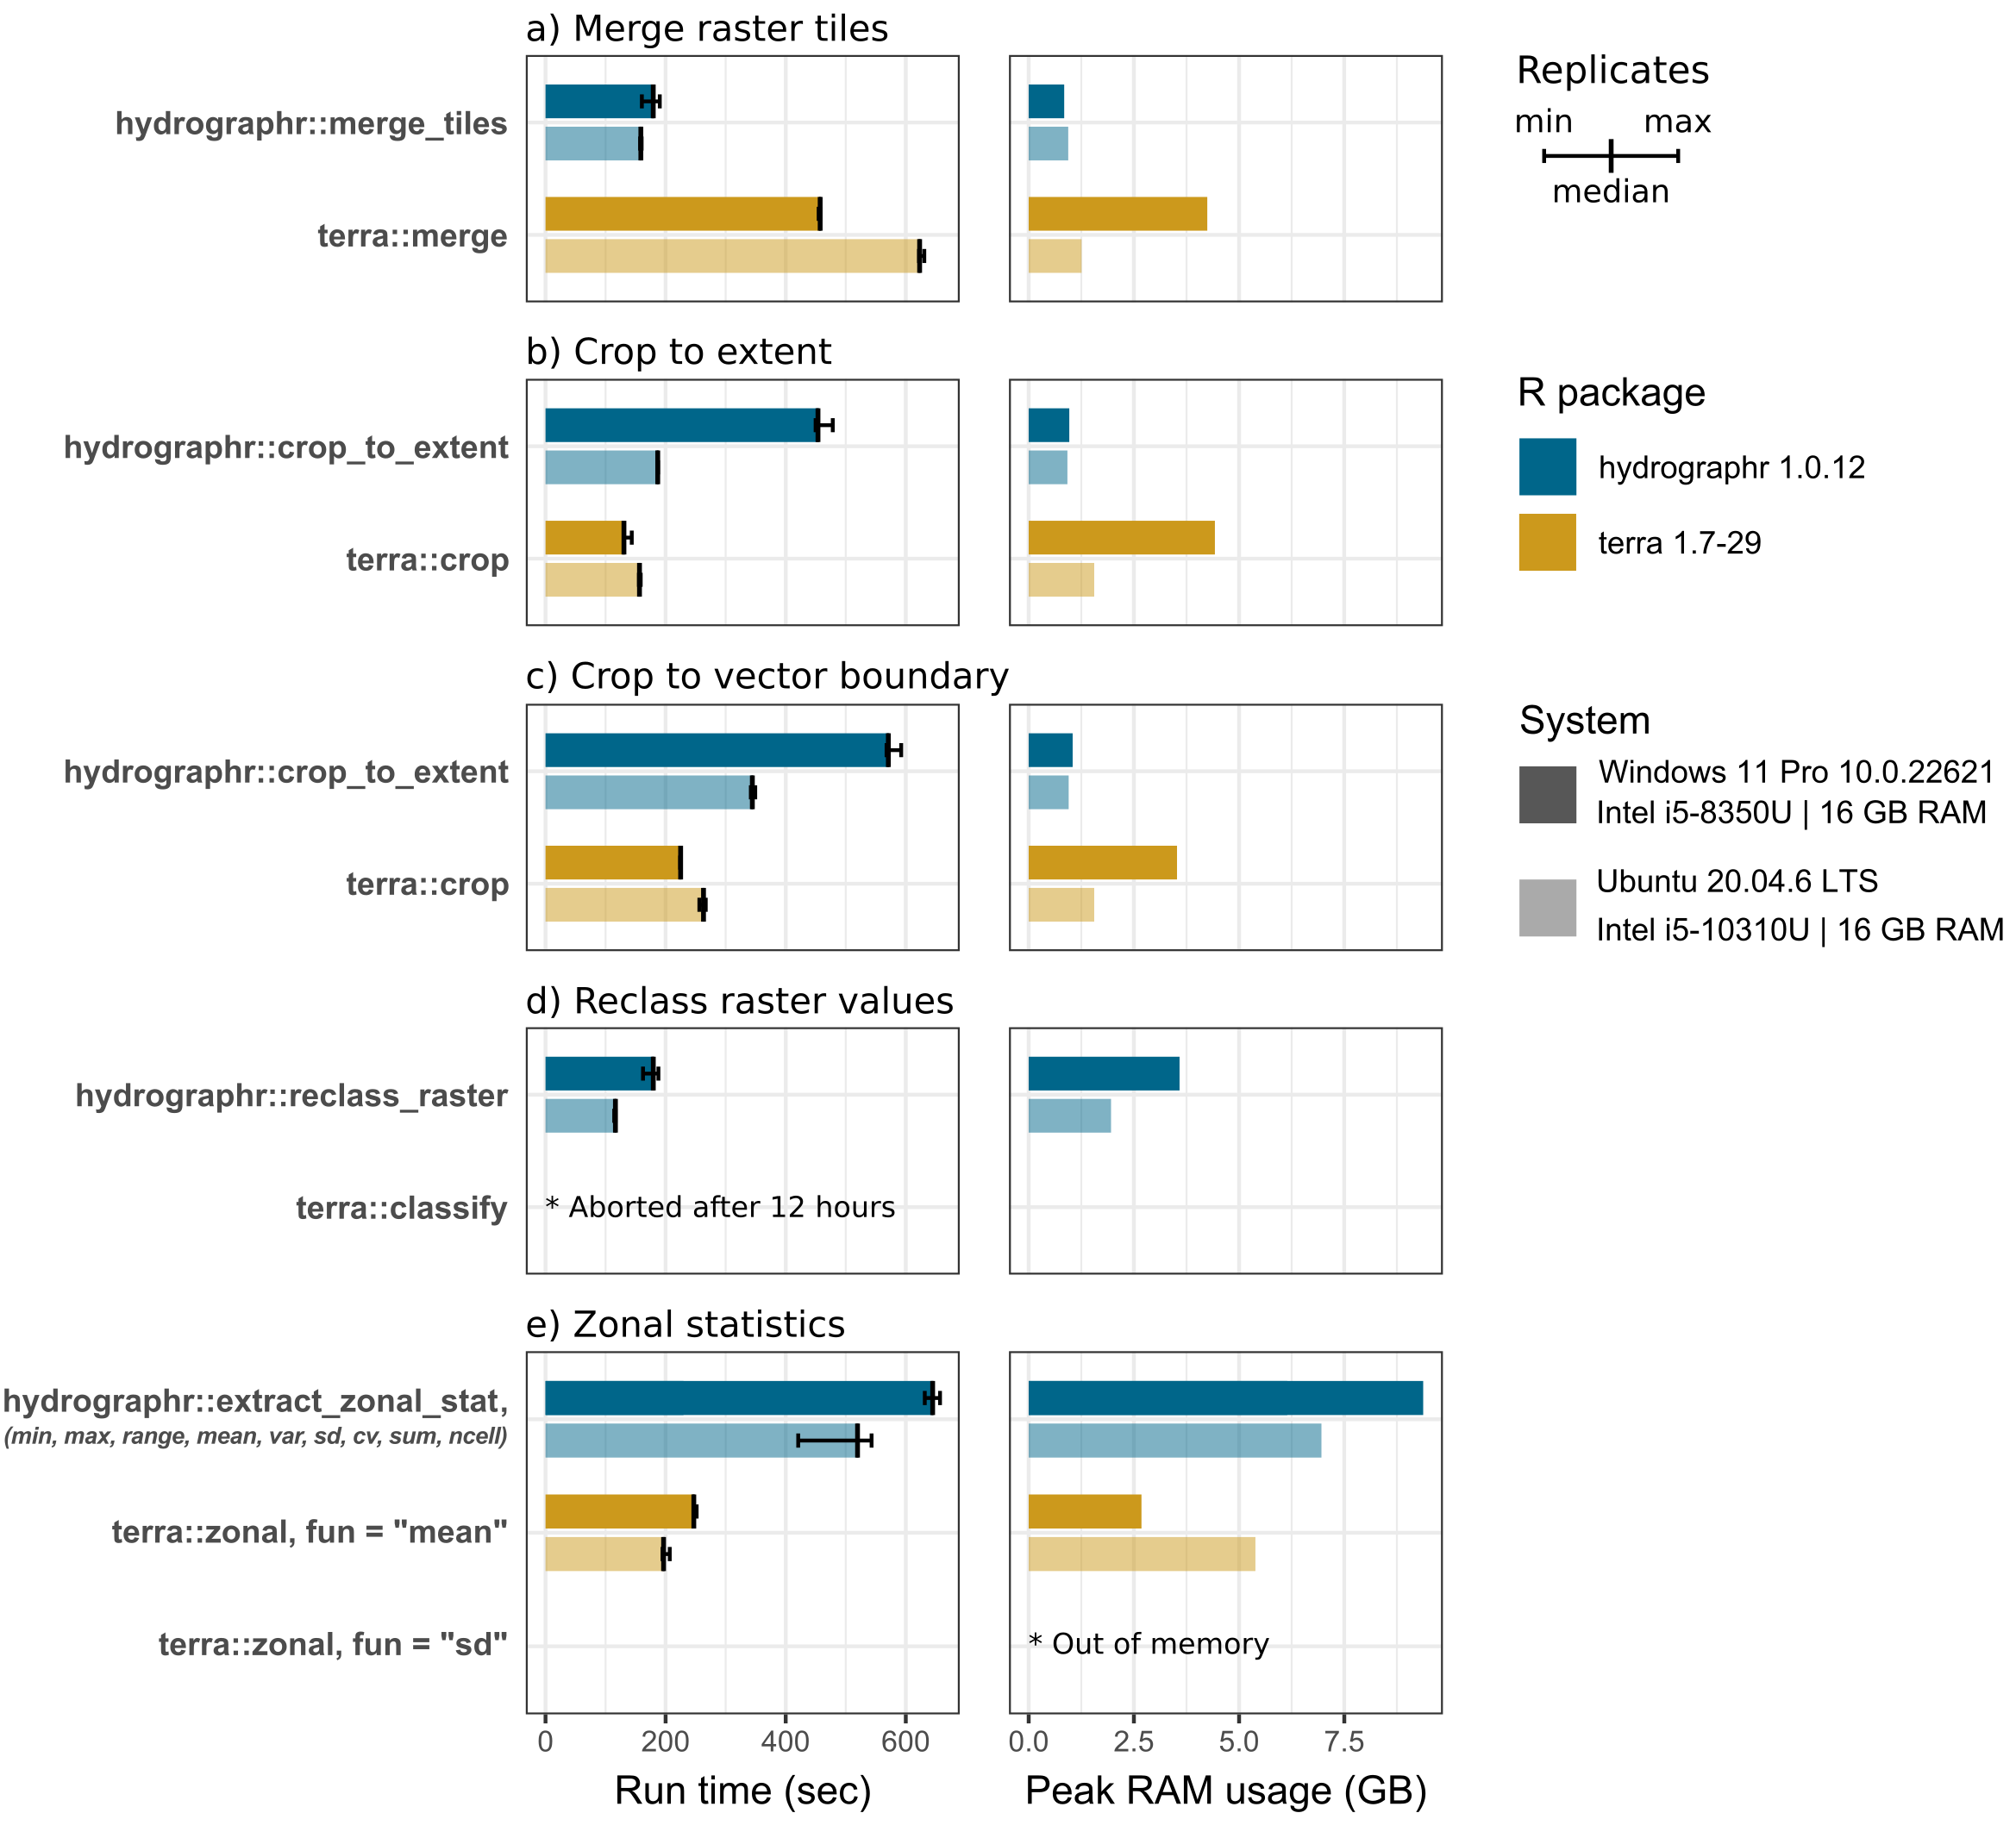 a) Merge raster tiles
hydrographr::merge_tiles
terra::merge
Replicates
min max
median
b) Crop to extent
hydrographr::crop_to_extent
terra::crop
R package
hydrographr 1.0.12
terra 1.7-29
c) Crop to vector boundary
hydrographr::crop_to_extent
terra::crop
System
Windows 11 Pro 10.0.22621
Intel i5-8350U | 16 GB RAM
Ubuntu 20.04.6 LTS
Intel i5-10310U | 16 GB RAM
d) Reclass raster values
hydrographr::reclass_raster
terra::classify
* Aborted after 12 hours
e) Zonal statistics
hydrographr::extract_zonal_stat,
(min, max, range, mean, var, sd, cv, sum, ncell)
terra::zonal, fun = "mean"
terra::zonal, fun = "sd"
* Out of memory
0 200 400 600
0.0 2.5 5.0 7.5
Run time (sec)
Peak RAM usage (GB)